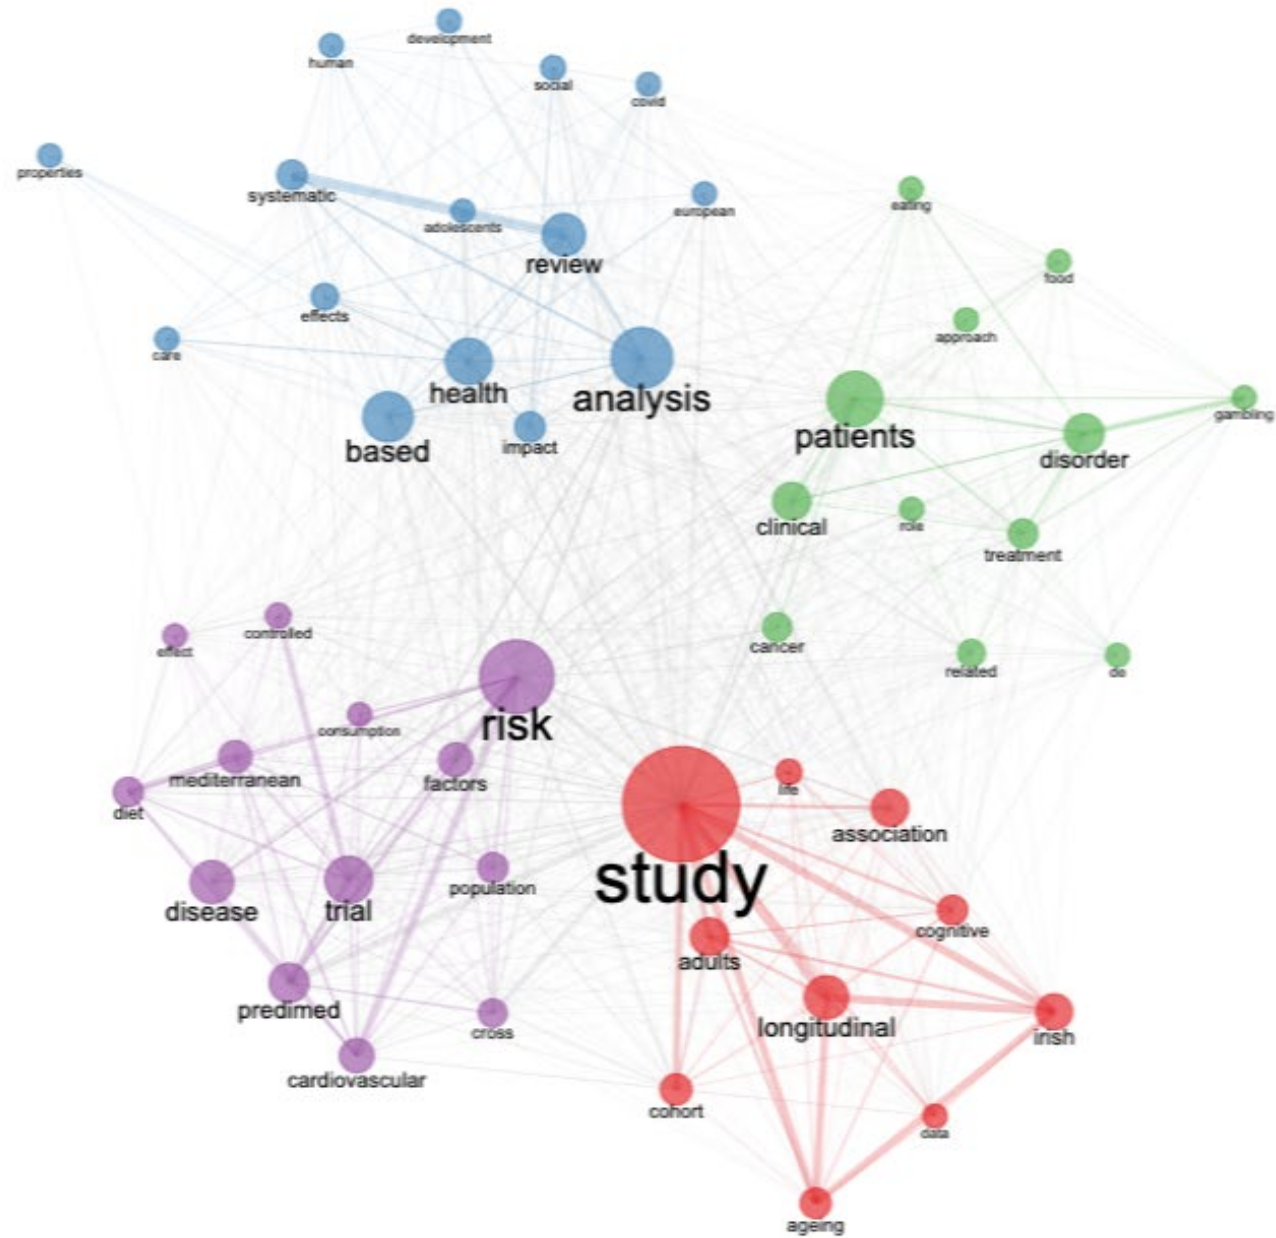 development
human
social
covid
properties
systematic
adolescents
european
eating
review
food
effects
approach
care
health
analysis
patients
gambling
based
impact
disorder
clinical
role
treatment
controlled
effect
cancer
related
de
risk
consumption
mediterranean
factors
life
diet
association
study
population
disease
trial
cognitive
adults
predimed
longitudinal
cross
irish
cardiovascular
cohort
data
ageing